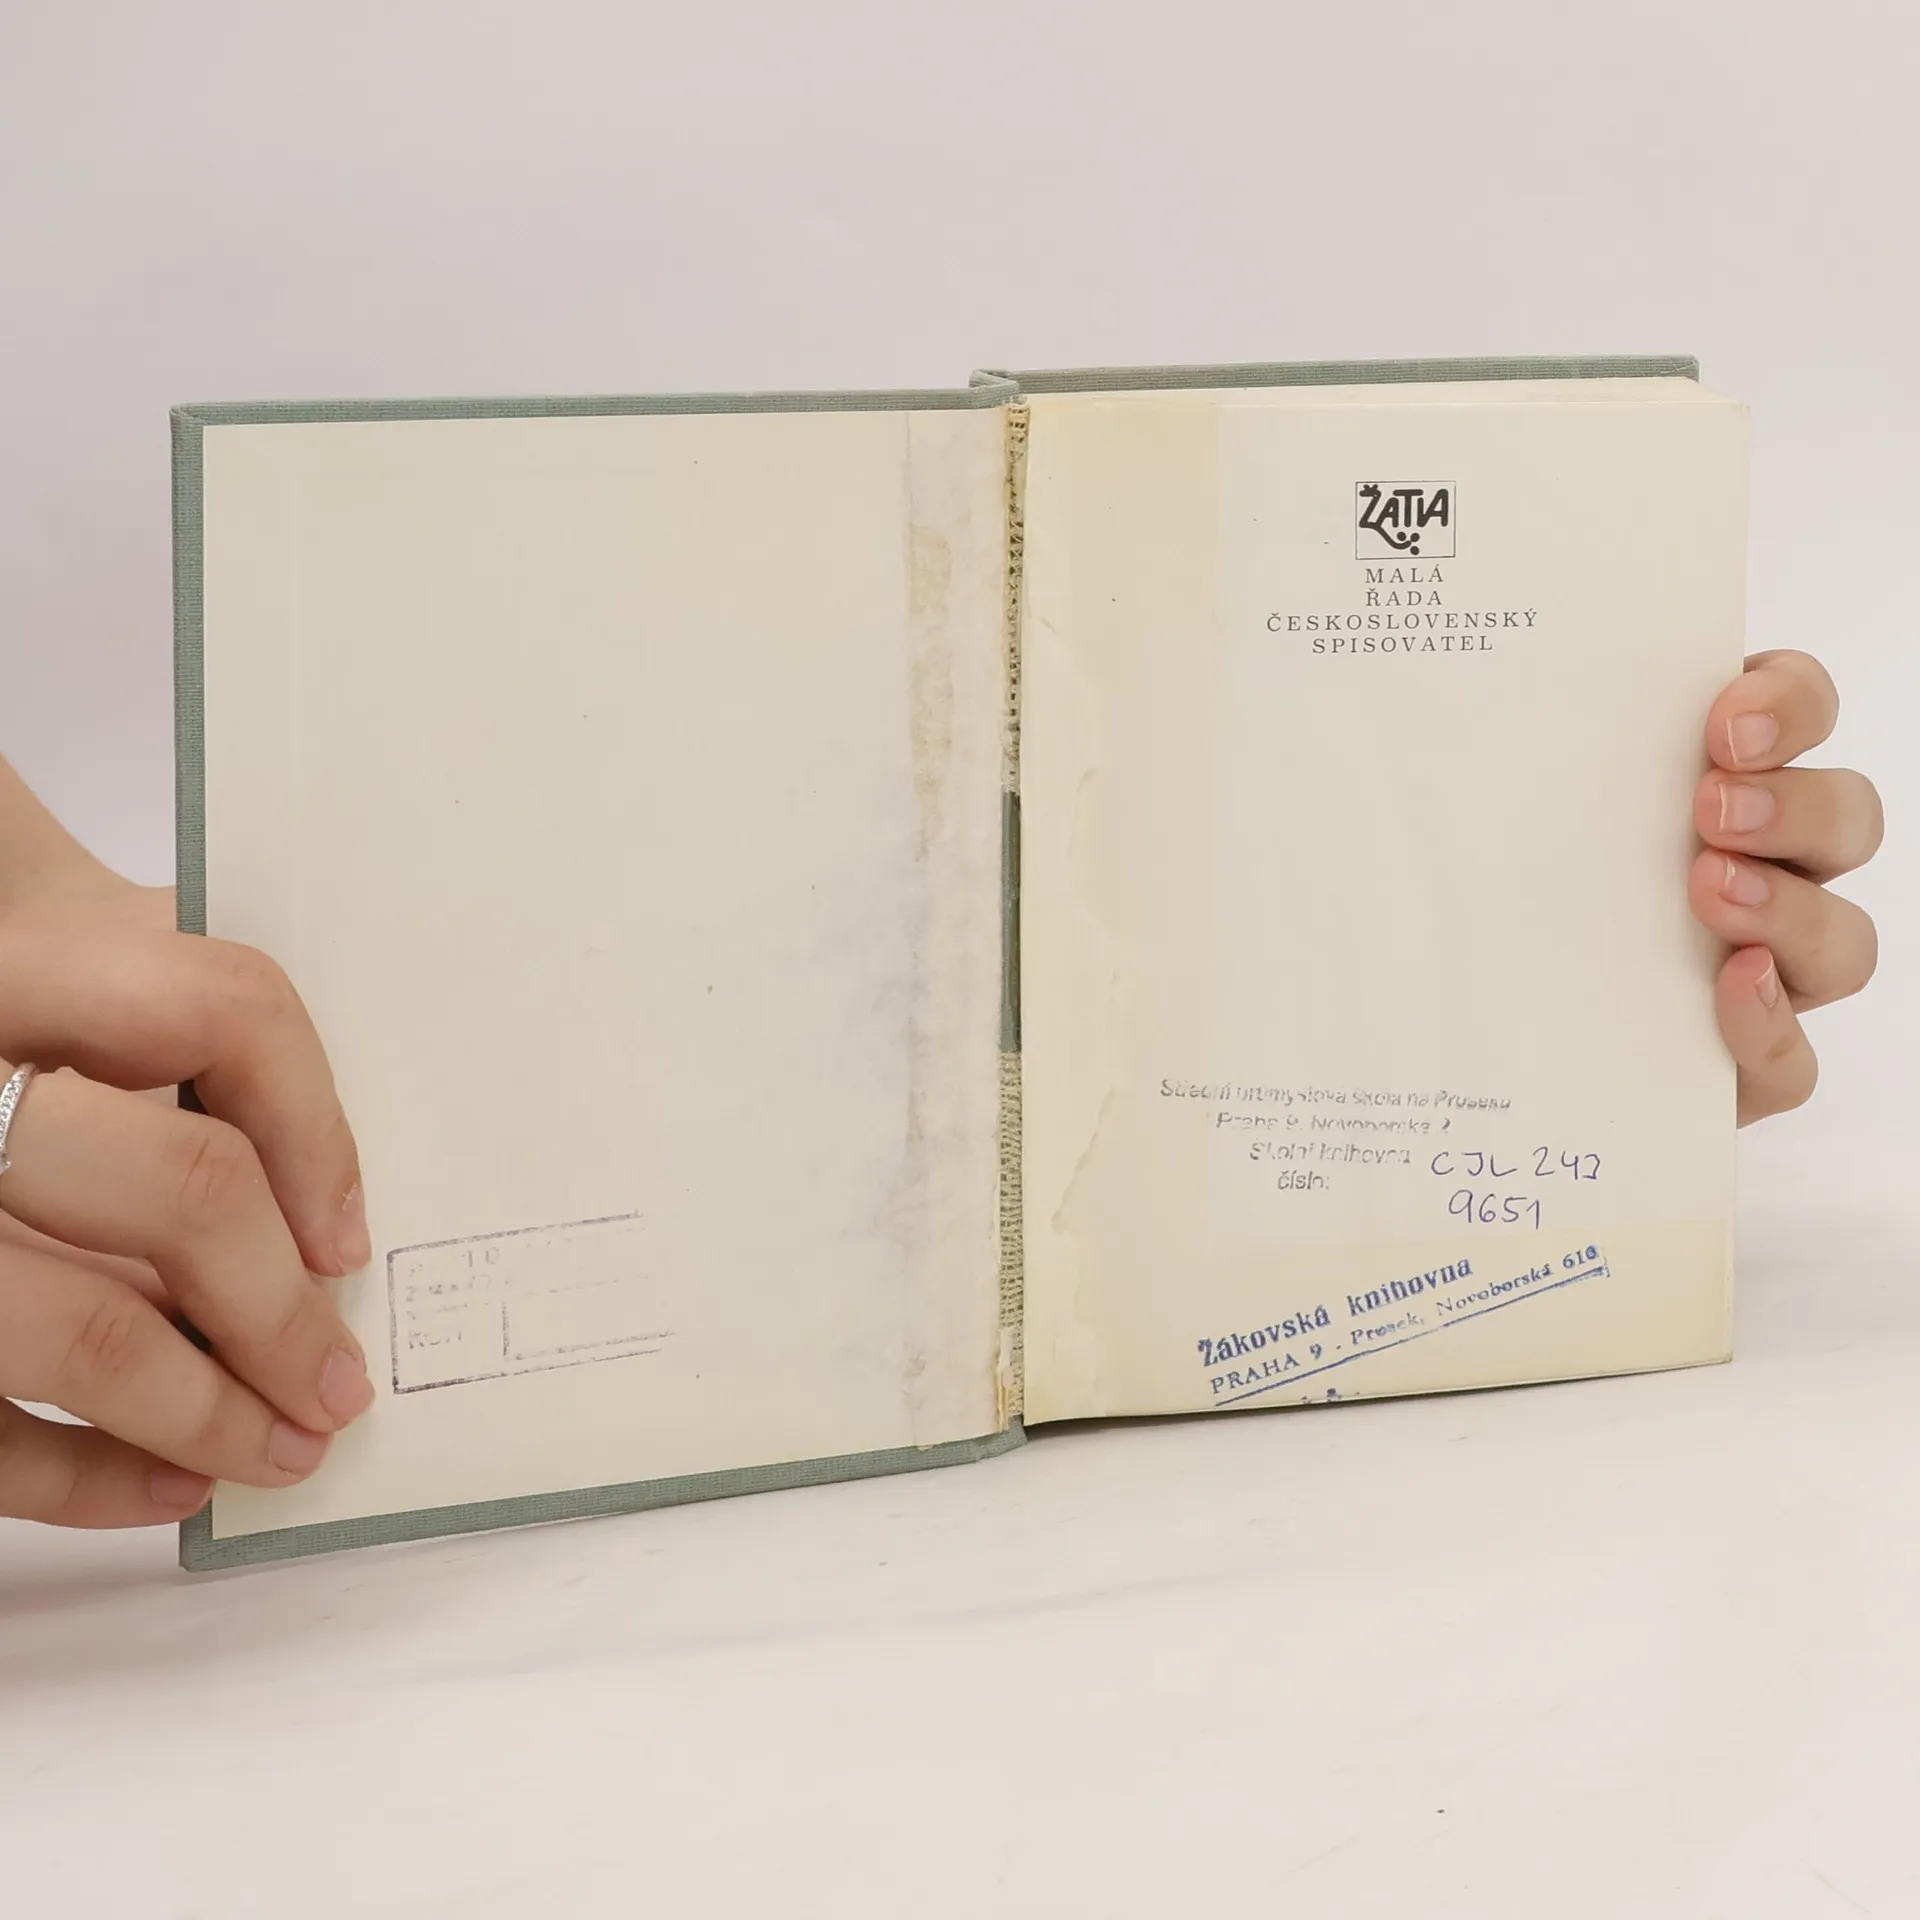 10
ŽATVA
MALÁ
ŘADA
ČESKOSLOVENSKÝ
SPISOVATEL
Střední průmyslová škola na Proseku
Praha 9, Novoborská 2
Školní knihovna CJL 243
číslo:
9651
Žákovská knihovna
PRAHA 9 - Prosek, Novoborská 610